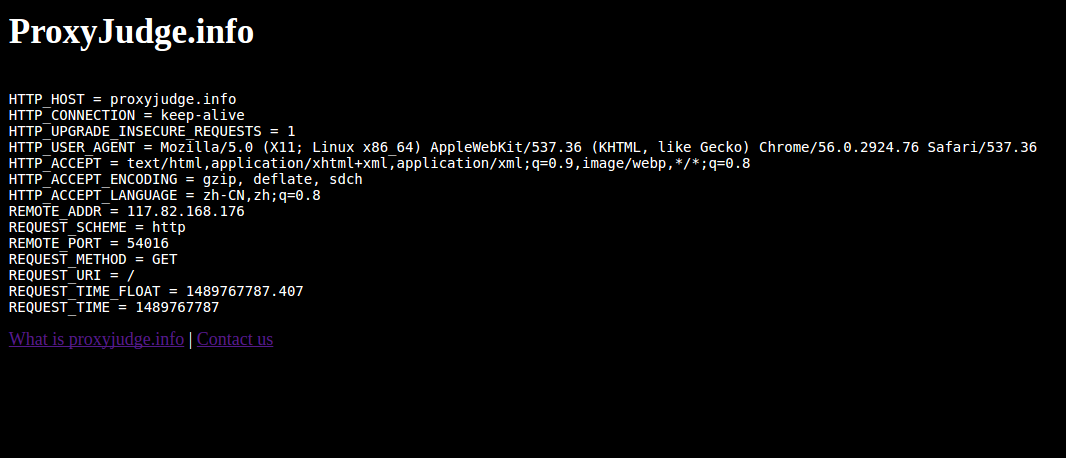 ProxyJudge.info
HTTP_HOST = proxyjudge.info
HTTP_CONNECTION = keep-alive
HTTP_UPGRADE_INSECURE_REQUESTS = 1
HTTP_USER_AGENT = Mozilla/5.0 (X11; Linux x86_64) AppleWebKit/537.36 (KHTML, like Gecko) Chrome/56.0.2924.76 Safari/537.36
HTTP_ACCEPT = text/html,application/xhtml+xml,application/xml;q=0.9,image/webp,*/*;q=0.8
HTTP_ACCEPT_ENCODING = gzip, deflate, sdch
HTTP_ACCEPT_LANGUAGE = zh-CN,zh;q=0.8
REMOTE_ADDR = 117.82.168.176
REQUEST_SCHEME = http
REMOTE_PORT = 54016
REQUEST_METHOD = GET
REQUEST_URI = /
REQUEST_TIME_FLOAT = 1489767787.407
REQUEST_TIME = 1489767787
What is proxyjudge.info | Contact us